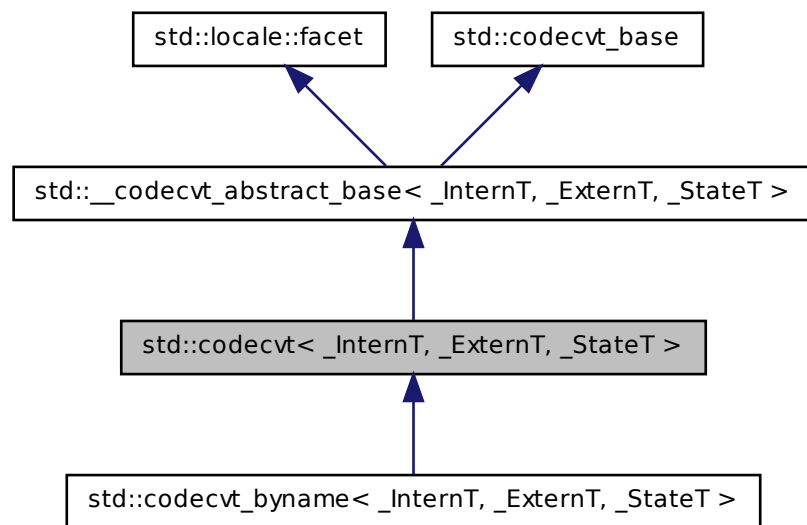 std::locale::facet
std::codecvt_base
std::__codecvt_abstract_base< _InternT, _ExternT, _StateT >
std::codecvt< _InternT, _ExternT, _StateT >
std::codecvt_byname< _InternT, _ExternT, _StateT >